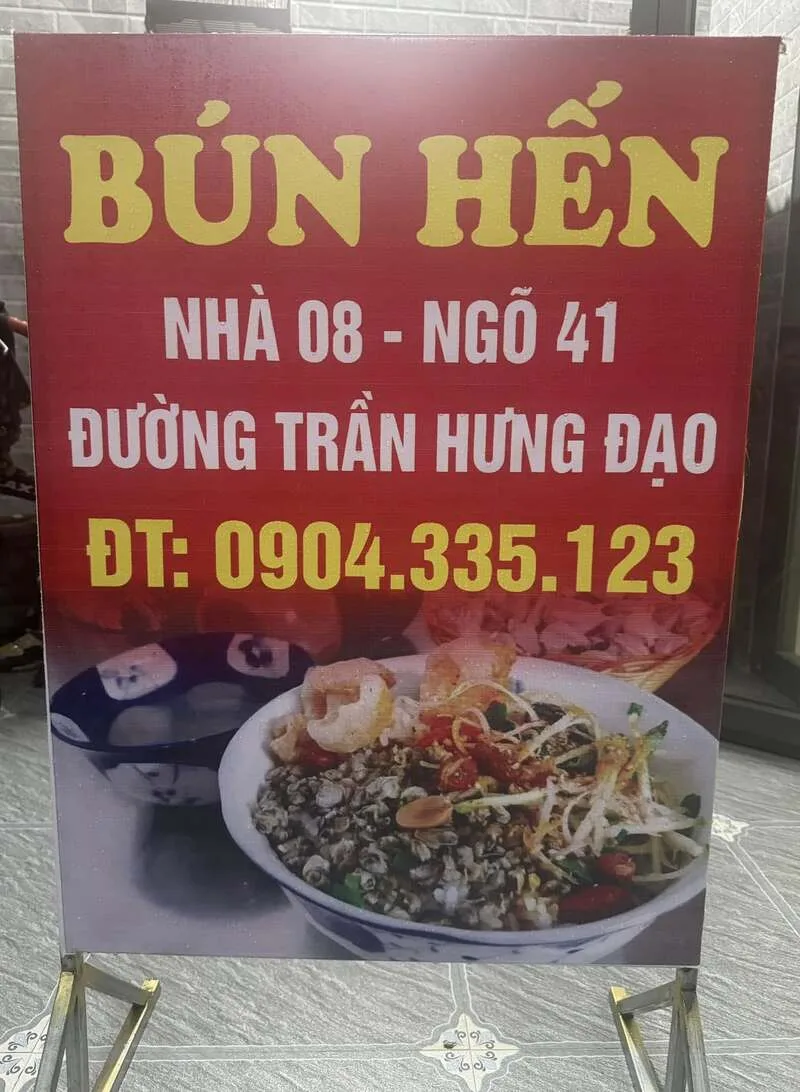 BÚN HẾN
NHÀ 08 - NGÕ 41
ĐƯỜNG TRẦN HƯNG ĐẠO
ĐT: 0904.335.123